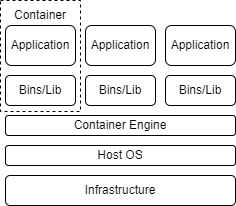 Container
Application Application Application
Bins/Lib Bins/Lib Bins/Lib
Container Engine
Host OS
Infrastructure